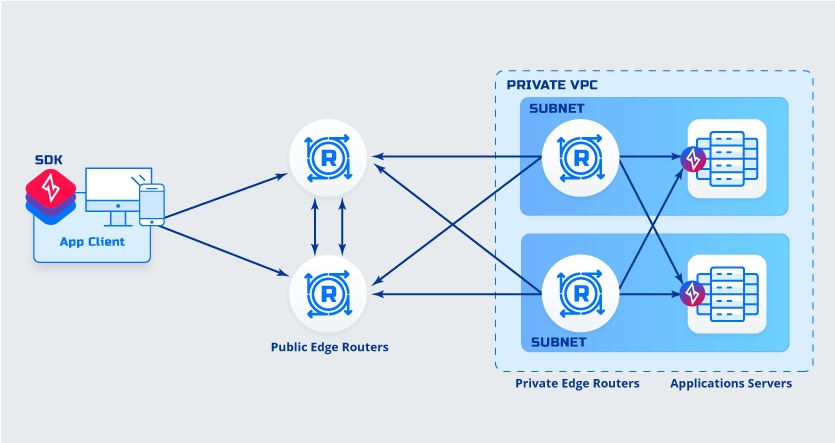 PRIVATE VPC
SUBNET
SDK
R
R
App Client
R
R
SUBNET
Public Edge Routers
Private Edge Routers
Applications Servers